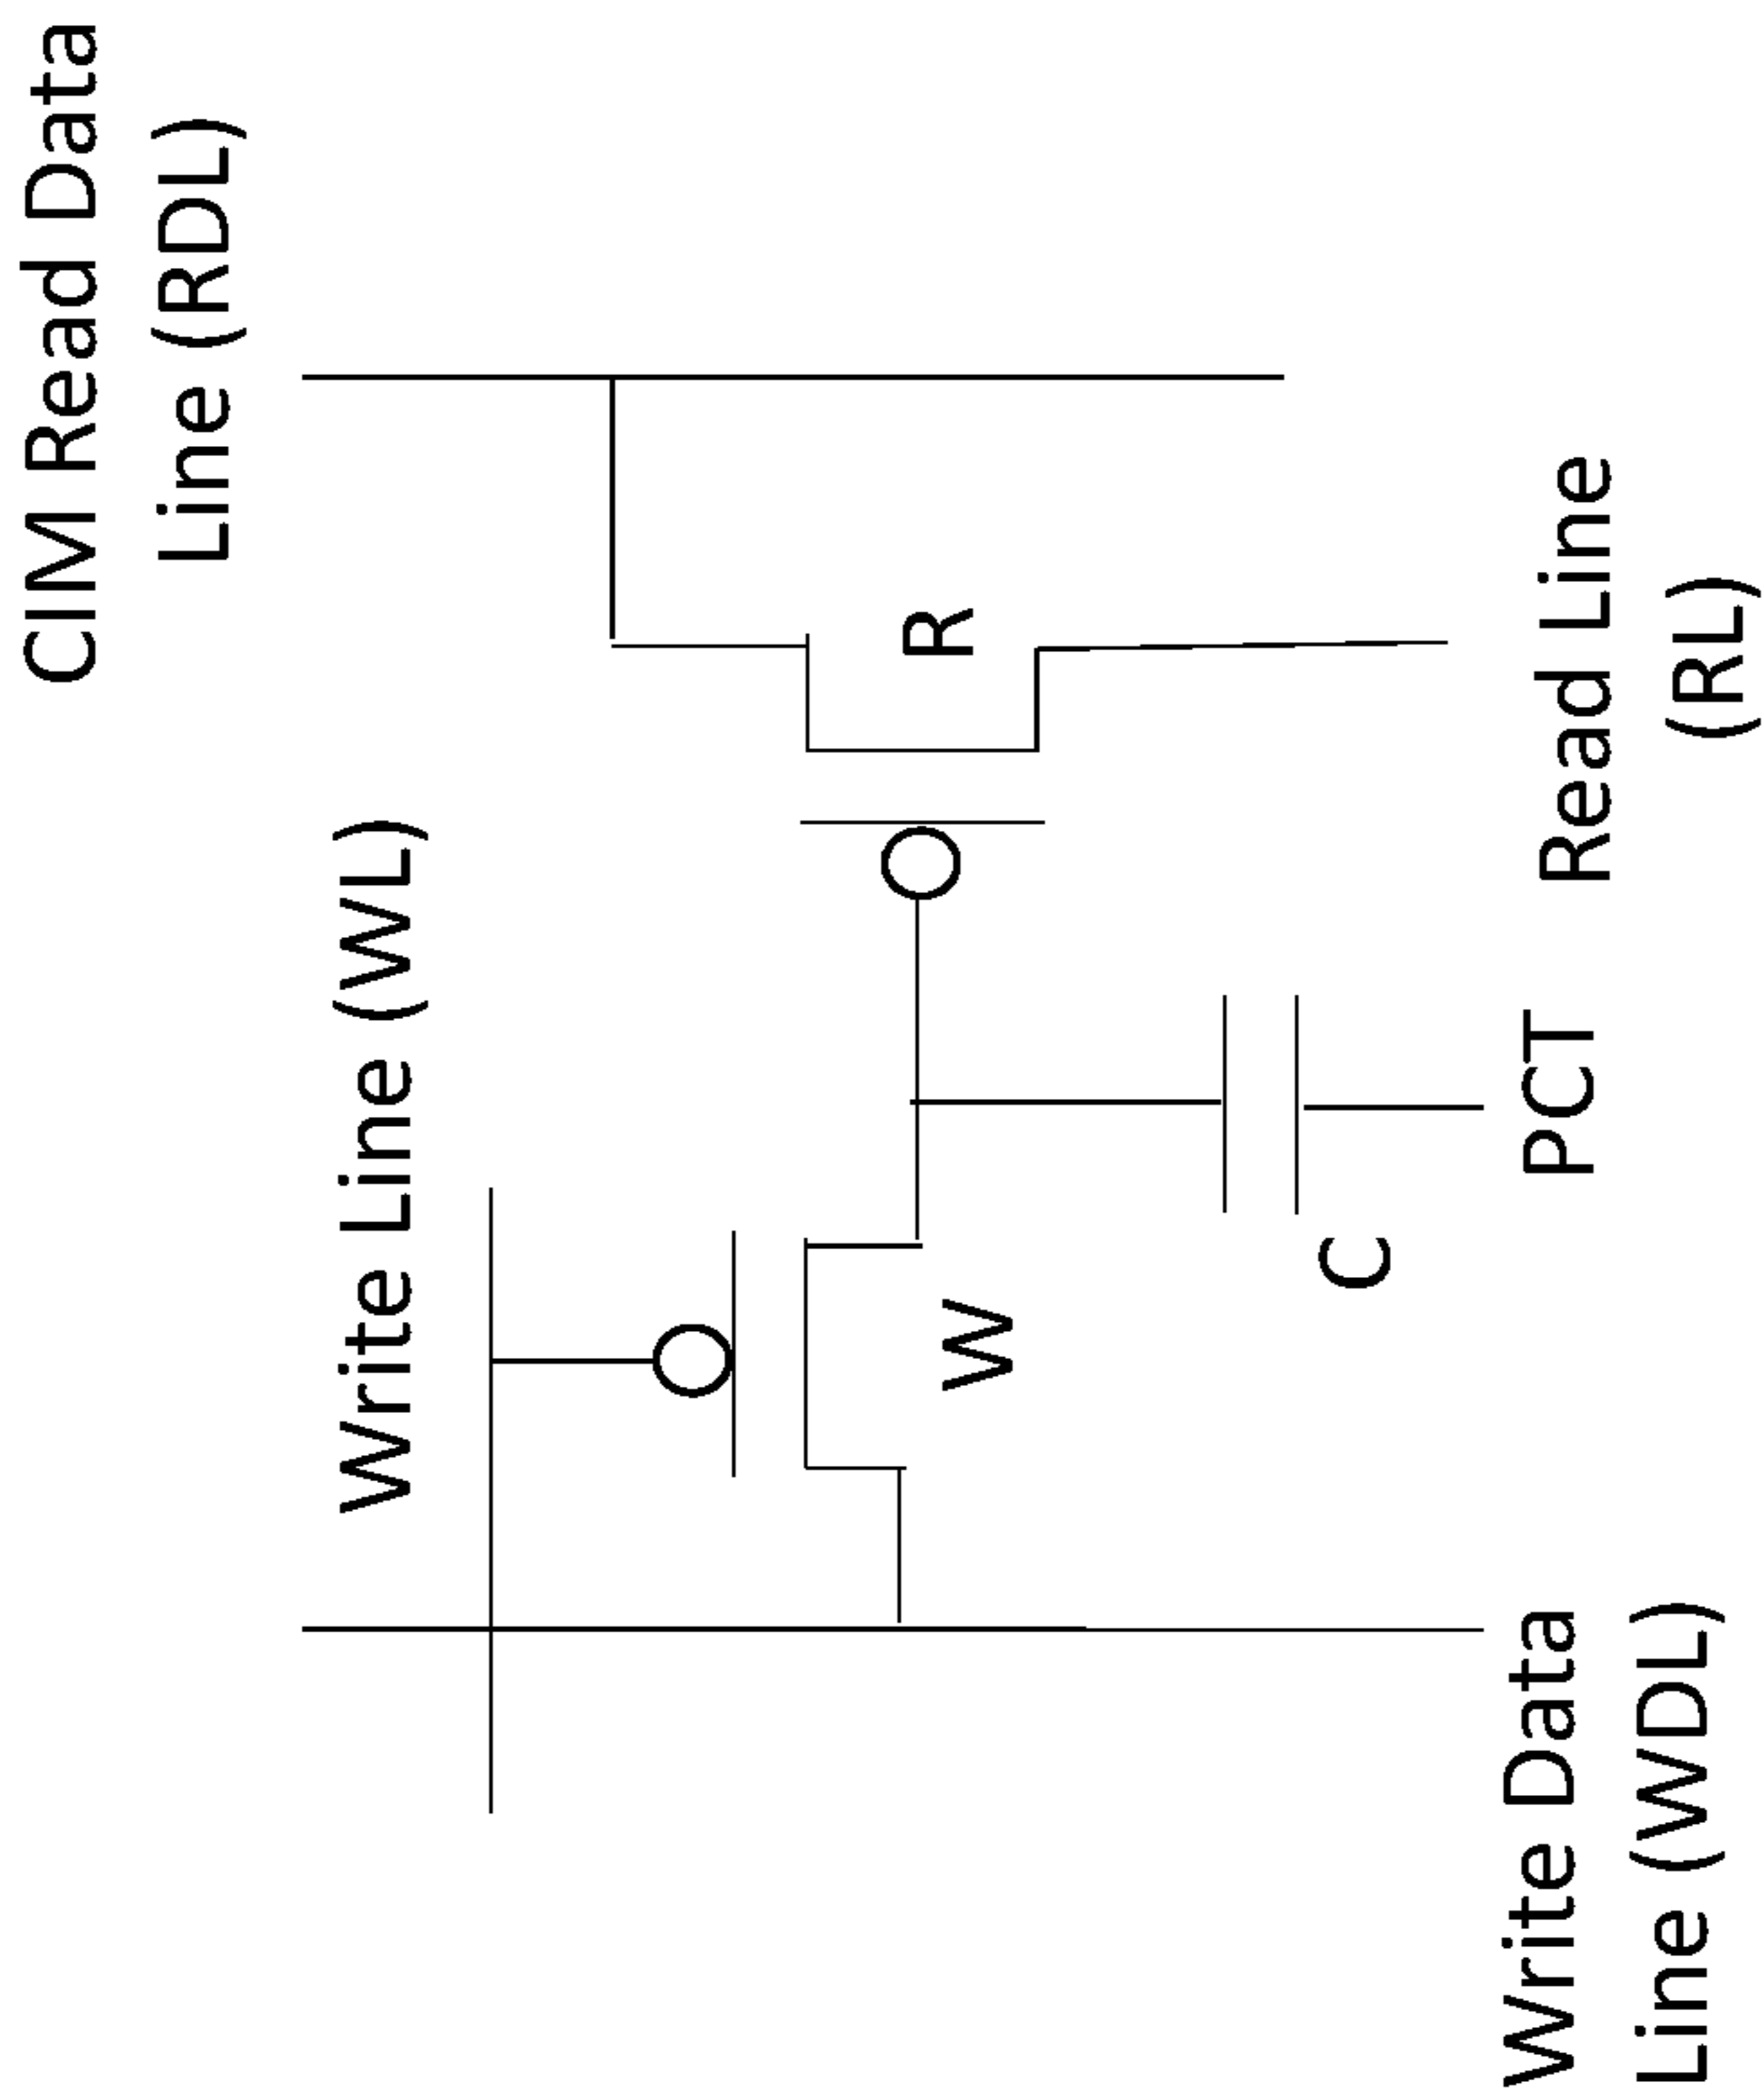 CIM Read Data
Line (RDL)
Write Line (WL)
R
W
C
PCT
Read Line
(RL)
Write Data
Line (WDL)